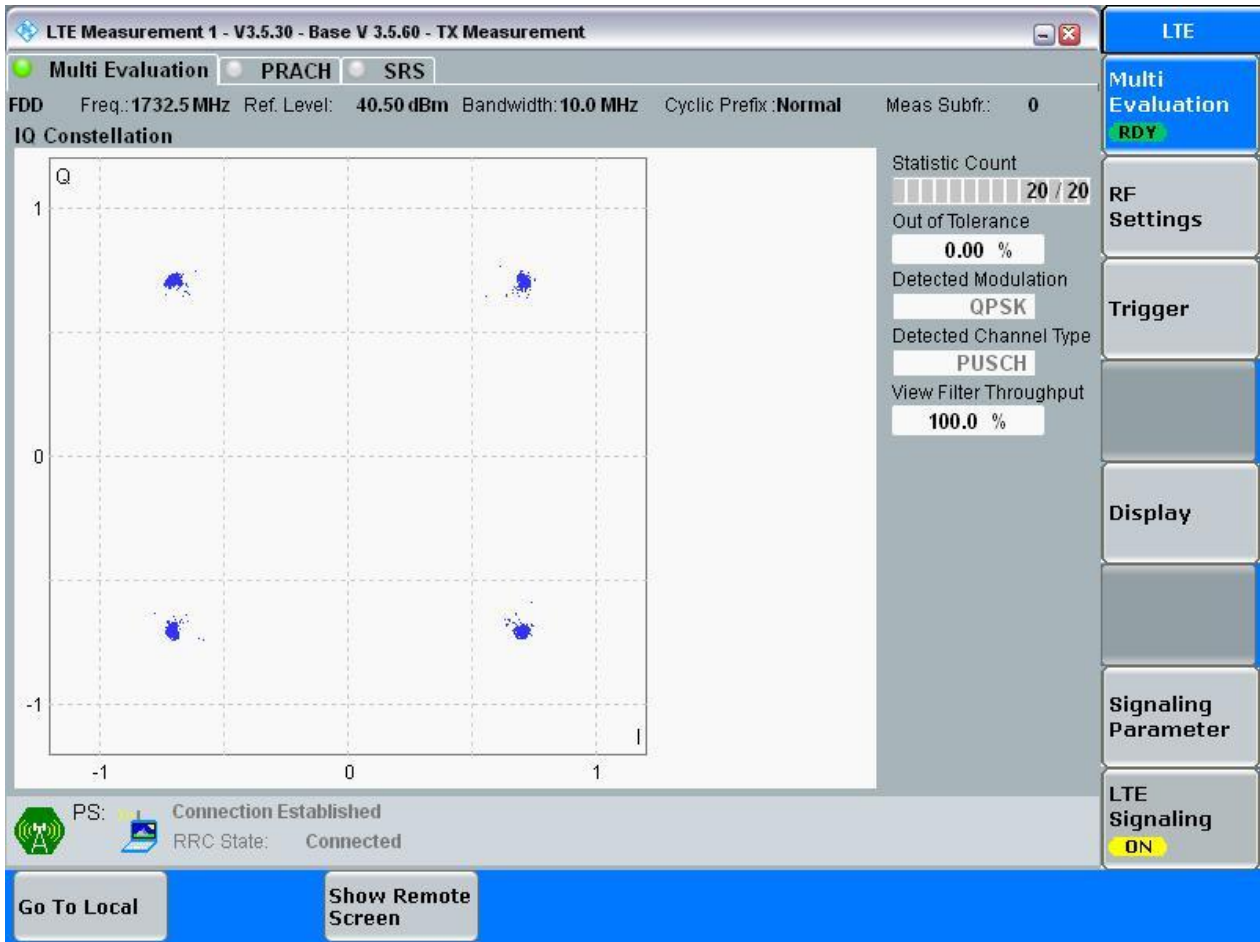 LTE Measurement 1 - V3.5.30 - Base V 3.5.60 - TX Measurement
LTE
Multi Evaluation PRACH SRS
FDD Freq.: 1732.5 MHz Ref. Level: 40.50 dBm Bandwidth: 10.0 MHz Cyclic Prefix : Normal Meas Subfr.: 0
IQ Constellation
Q
1
0
-1
I
-1 0 1
Statistic Count
20 / 20
Out of Tolerance
0.00 %
Detected Modulation
QPSK
Detected Channel Type
PUSCH
View Filter Throughput
100.0 %
Multi
Evaluation
RDY
RF
Settings
Trigger
Display
Signaling
Parameter
LTE
Signaling
ON
PS: Connection Established
RRC State: Connected
Go To Local
Show Remote
Screen